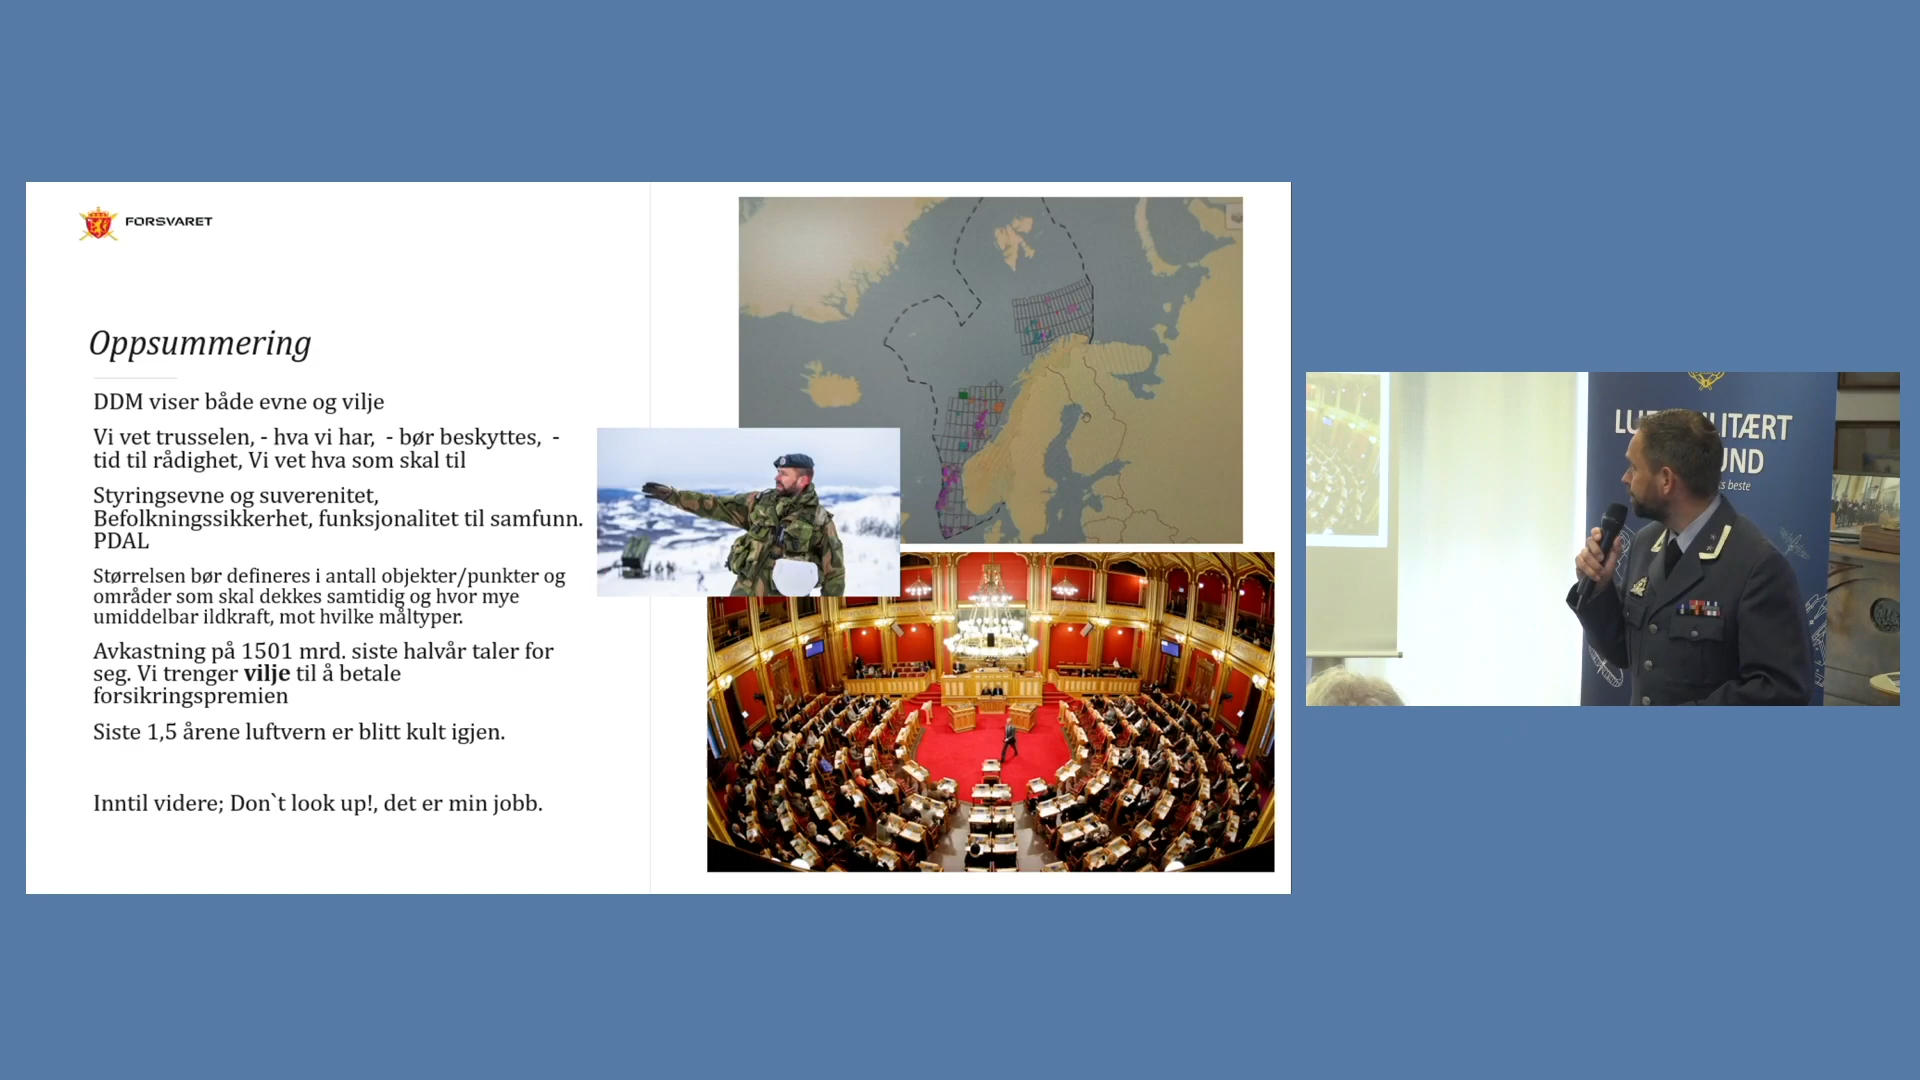 FORSVARET
Oppsummering
DDM viser både evne og vilje
Vi vet trusselen, - hva vi har,  - bør beskyttes,  -
tid til rådighet, Vi vet hva som skal til
Styringsevne og suverenitet,
Befolkningssikkerhet, funksjonalitet til samfunn.
PDAL
Størrelsen bør defineres i antall objekter/punkter og
områder som skal dekkes samtidig og hvor mye
umiddelbar ildkraft, mot hvilke måltyper.
Avkastning på 1501 mrd. siste halvår taler for
seg. Vi trenger vilje til å betale
forsikringspremien
Siste 1,5 årene luftvern er blitt kult igjen.
Inntil videre; Don`t look up!, det er min jobb.
LU ILITÆRT
UND
s beste